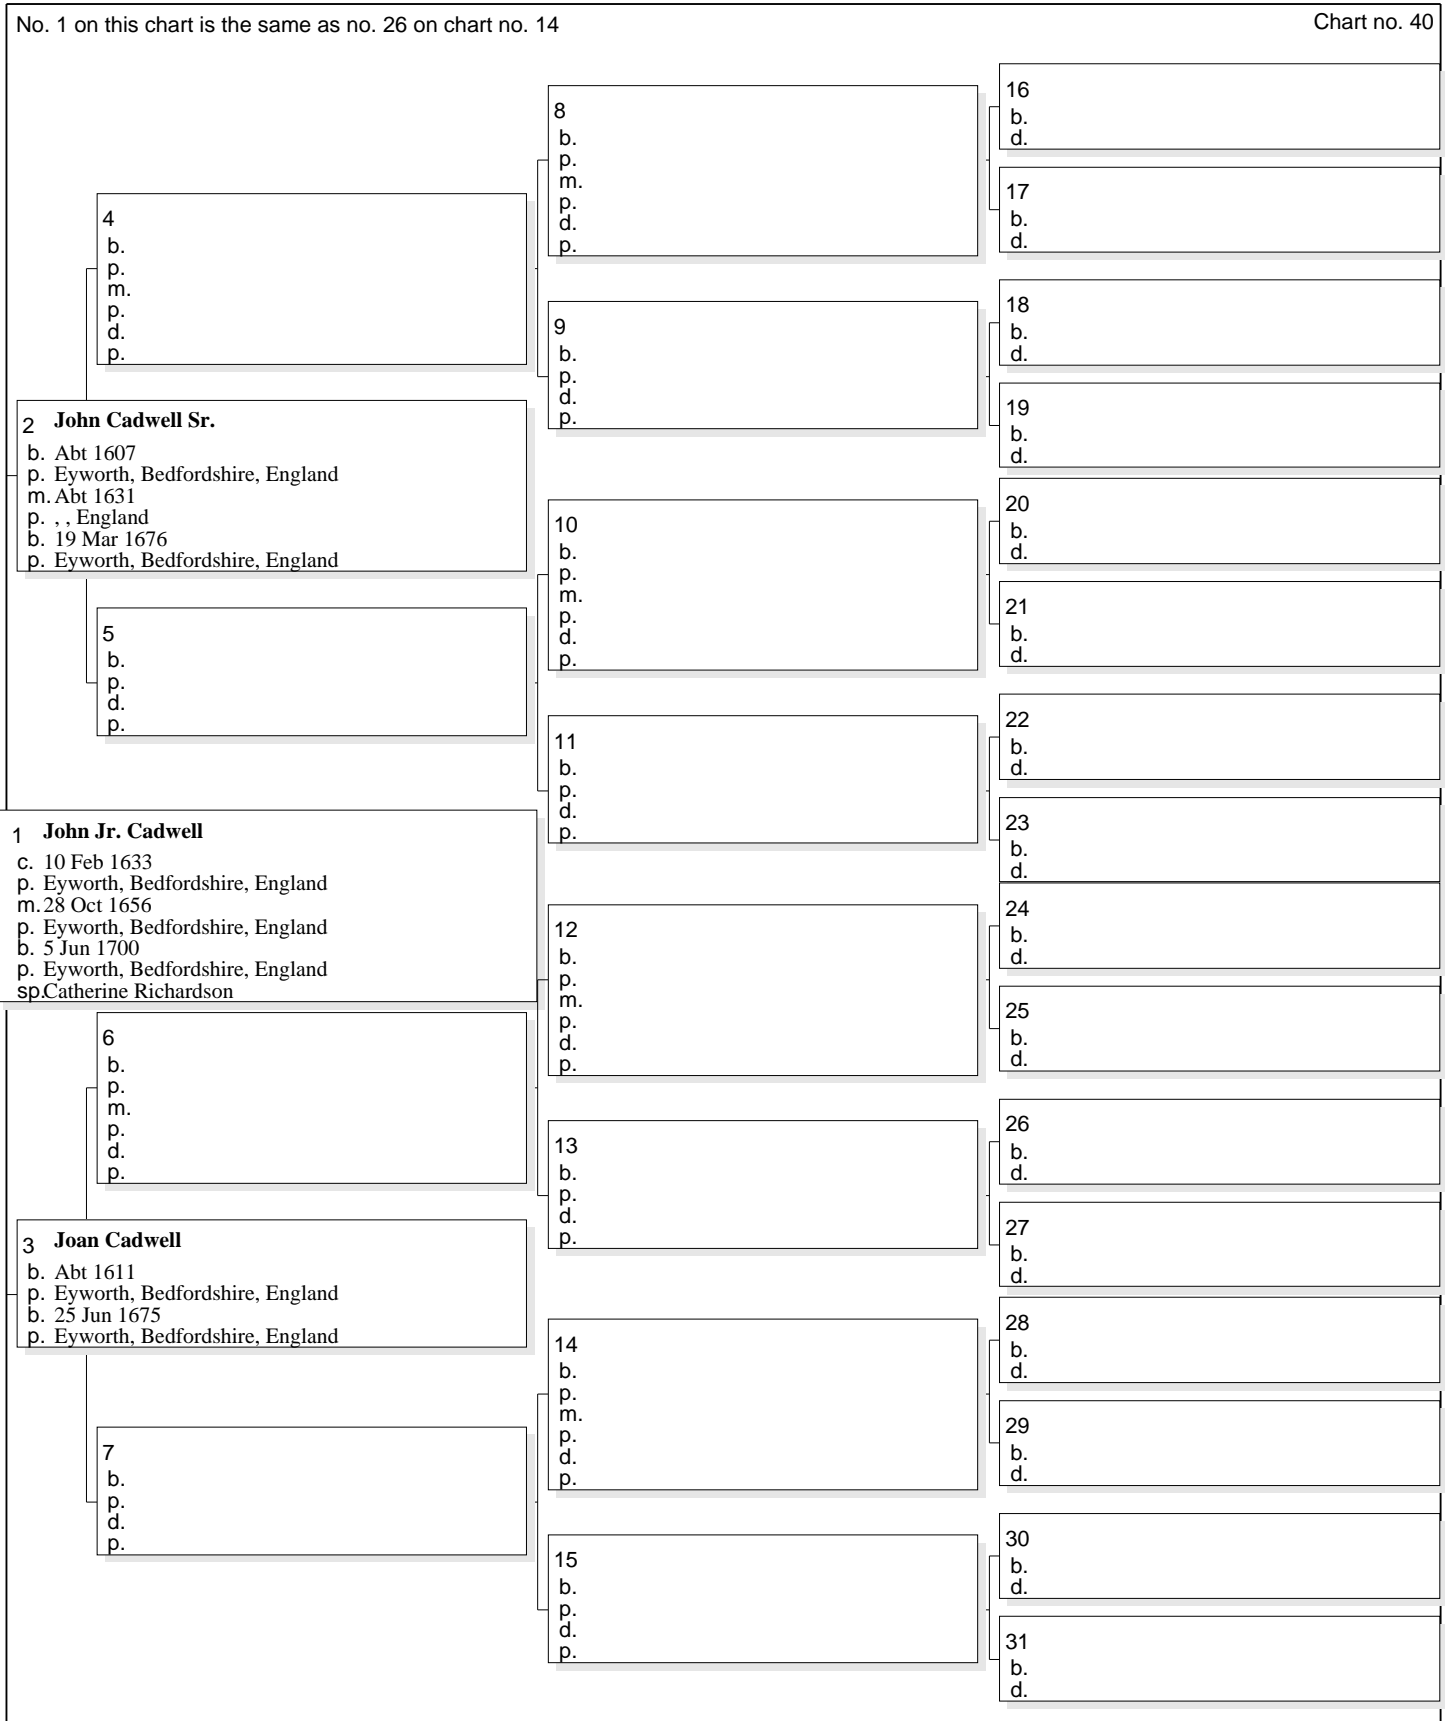 No. 1 on this chart is the same as no. 26 on chart no. 14
Chart no. 40
16
b.
d.
8
b.
p.
m.
p.
d.
p.
17
b.
d.
4
b.
p.
m.
p.
d.
p.
18
b.
d.
9
b.
p.
d.
p.
19
b.
d.
2 John Cadwell Sr.
b. Abt 1607
p. Eyworth, Bedfordshire, England
m. Abt 1631
p. , , England
b. 19 Mar 1676
p. Eyworth, Bedfordshire, England
20
b.
d.
10
b.
p.
m.
p.
d.
p.
21
b.
d.
5
b.
p.
d.
p.
22
b.
d.
11
b.
p.
d.
p.
23
b.
d.
1 John Jr. Cadwell
c. 10 Feb 1633
p. Eyworth, Bedfordshire, England
m. 28 Oct 1656
p. Eyworth, Bedfordshire, England
b. 5 Jun 1700
p. Eyworth, Bedfordshire, England
sp. Catherine Richardson
24
b.
d.
12
b.
p.
m.
p.
d.
p.
25
b.
d.
6
b.
p.
m.
p.
d.
p.
26
b.
d.
13
b.
p.
d.
p.
27
b.
d.
3 Joan Cadwell
b. Abt 1611
p. Eyworth, Bedfordshire, England
b. 25 Jun 1675
p. Eyworth, Bedfordshire, England
28
b.
d.
14
b.
p.
m.
p.
d.
p.
29
b.
d.
7
b.
p.
d.
p.
30
b.
d.
15
b.
p.
d.
p.
31
b.
d.